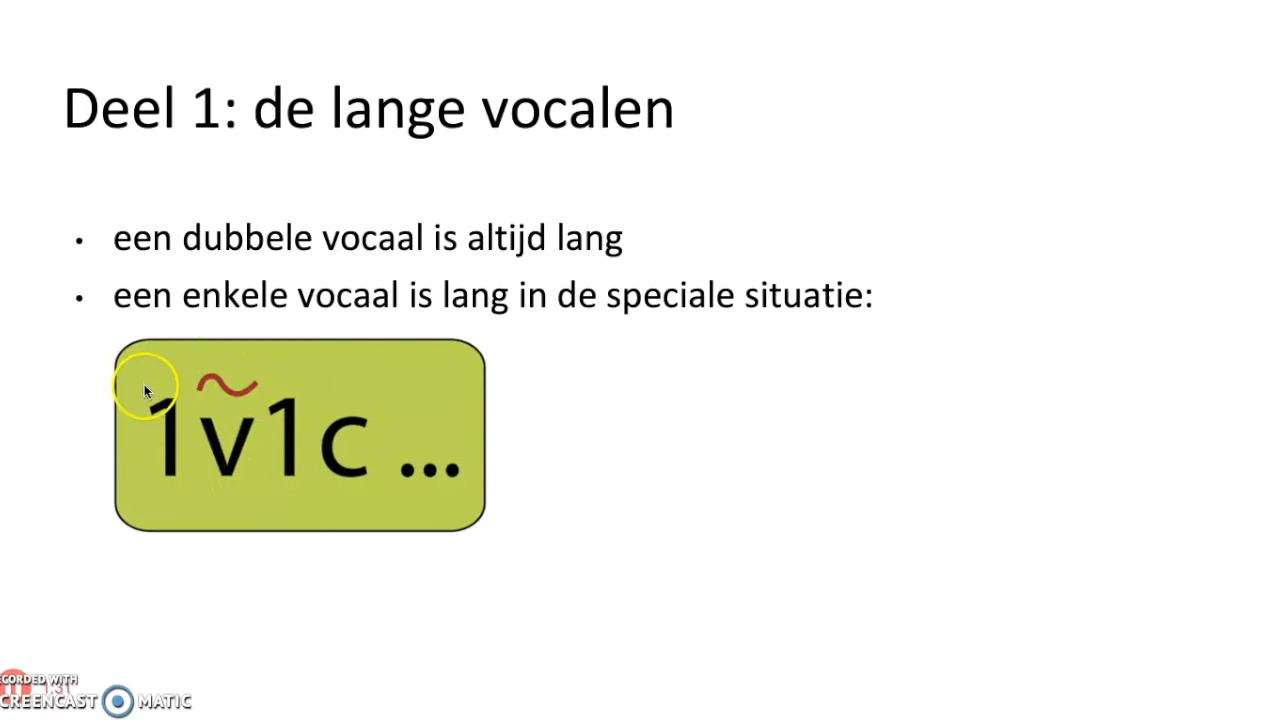 Deel 1: de lange vocalen
• een dubbele vocaal is altijd lang
• een enkele vocaal is lang in de speciale situatie:
1v1c ...
RECORDED WITH
SCREENCAST MATIC